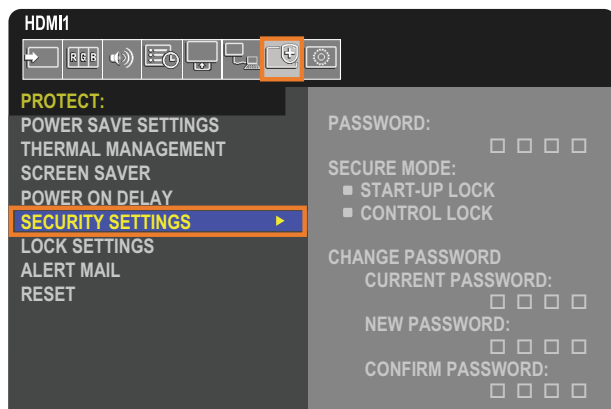 HDMI1
RGB
PROTECT:
POWER SAVE SETTINGS
THERMAL MANAGEMENT
SCREEN SAVER
POWER ON DELAY
SECURITY SETTINGS
LOCK SETTINGS
ALERT MAIL
RESET
PASSWORD:
SECURE MODE:
START-UP LOCK
CONTROL LOCK
CHANGE PASSWORD
CURRENT PASSWORD:
NEW PASSWORD:
CONFIRM PASSWORD: